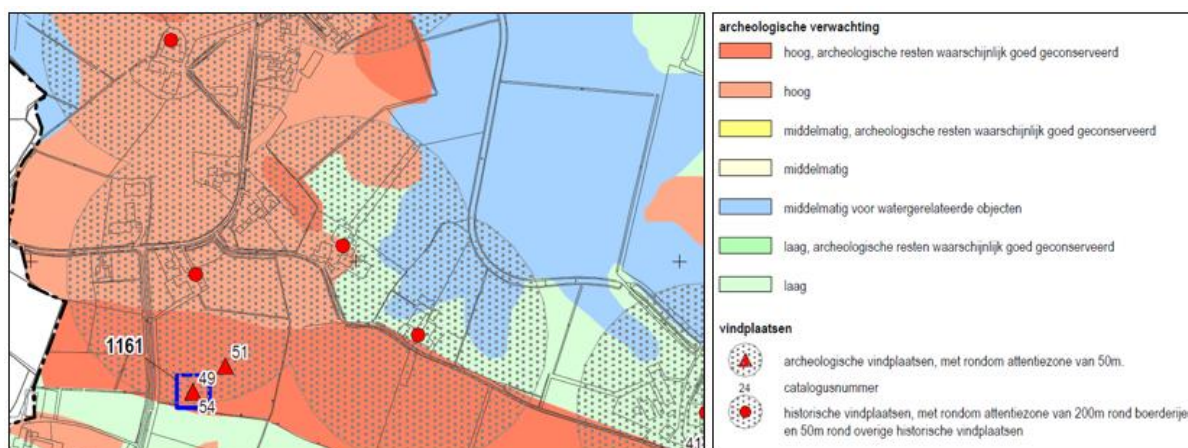 1161
51
49
54
41
archeologische verwachting
hoog, archeologische resten waarschijnlijk goed geconserveerd
hoog
middelmatig, archeologische resten waarschijnlijk goed geconserveerd
middelmatig
middelmatig voor watergerelateerde objecten
laag, archeologische resten waarschijnlijk goed geconserveerd
laag
vindplaatsen
archeologische vindplaatsen, met rondom attentiezone van 50m.
24 catalogusnummer
historische vindplaatsen, met rondom attentiezone van 200m rond boerderije
en 50m rond overige historische vindplaatsen